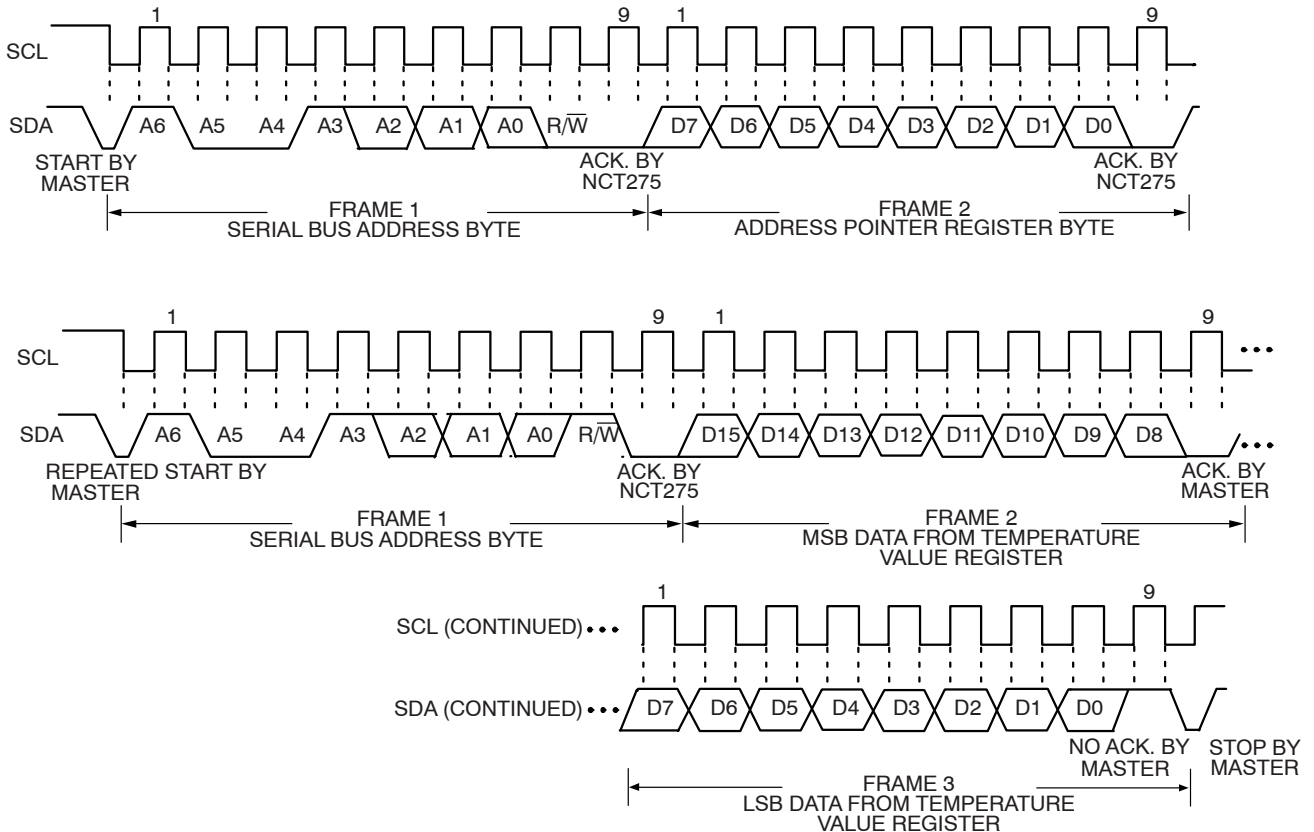 1 9 1 9
SCL
SDA A6 A5 A4 A3 A2 A1 A0 R/W̅ D7 D6 D5 D4 D3 D2 D1 D0
START BY
MASTER
ACK. BY
NCT275
ACK. BY
NCT275
FRAME 1
SERIAL BUS ADDRESS BYTE
FRAME 2
ADDRESS POINTER REGISTER BYTE
1 9 1 9
SCL
SDA A6 A5 A4 A3 A2 A1 A0 R/W̅ D15 D14 D13 D12 D11 D10 D9 D8
REPEATED START BY
MASTER
ACK. BY
NCT275
ACK. BY
MASTER
FRAME 1
SERIAL BUS ADDRESS BYTE
FRAME 2
MSB DATA FROM TEMPERATURE
VALUE REGISTER
1 9
SCL (CONTINUED)
SDA (CONTINUED) D7 D6 D5 D4 D3 D2 D1 D0
NO ACK. BY
MASTER
STOP BY
MASTER
FRAME 3
LSB DATA FROM TEMPERATURE
VALUE REGISTER